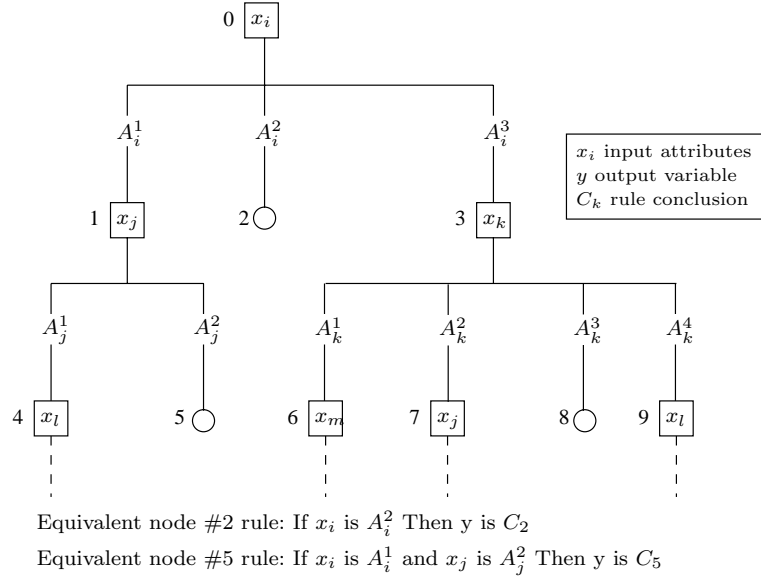 0 $x_i$
$A_i^1$ $A_i^2$ $A_i^3$
$x_i$ input attributes
$y$ output variable
$C_k$ rule conclusion
1 $x_j$ 2 3 $x_k$
$A_j^1$ $A_j^2$ $A_k^1$ $A_k^2$ $A_k^3$ $A_k^4$
4 $x_l$ 5 6 $x_m$ 7 $x_j$ 8 9 $x_l$
Equivalent node #2 rule: If $x_i$ is $A_i^2$ Then y is $C_2$
Equivalent node #5 rule: If $x_i$ is $A_i^1$ and $x_j$ is $A_j^2$ Then y is $C_5$